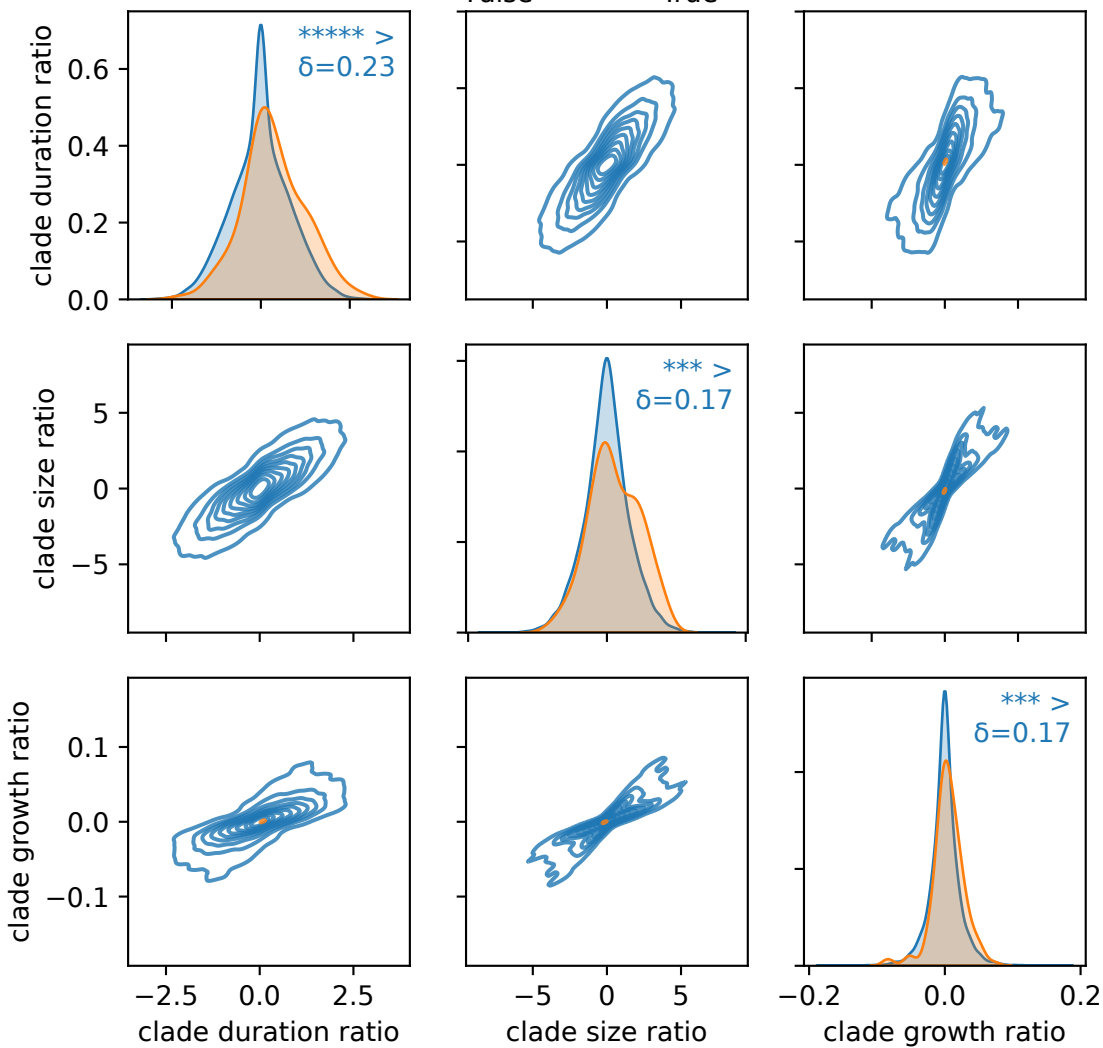 clade duration ratio
0.6
0.4
0.2
0.0
***** >
δ=0.23
clade size ratio
5
0
−5
*** >
δ=0.17
clade growth ratio
0.1
0.0
−0.1
*** >
δ=0.17
−2.5 0.0 2.5
clade duration ratio
−5 0 5
clade size ratio
−0.2 0.0 0.2
clade growth ratio